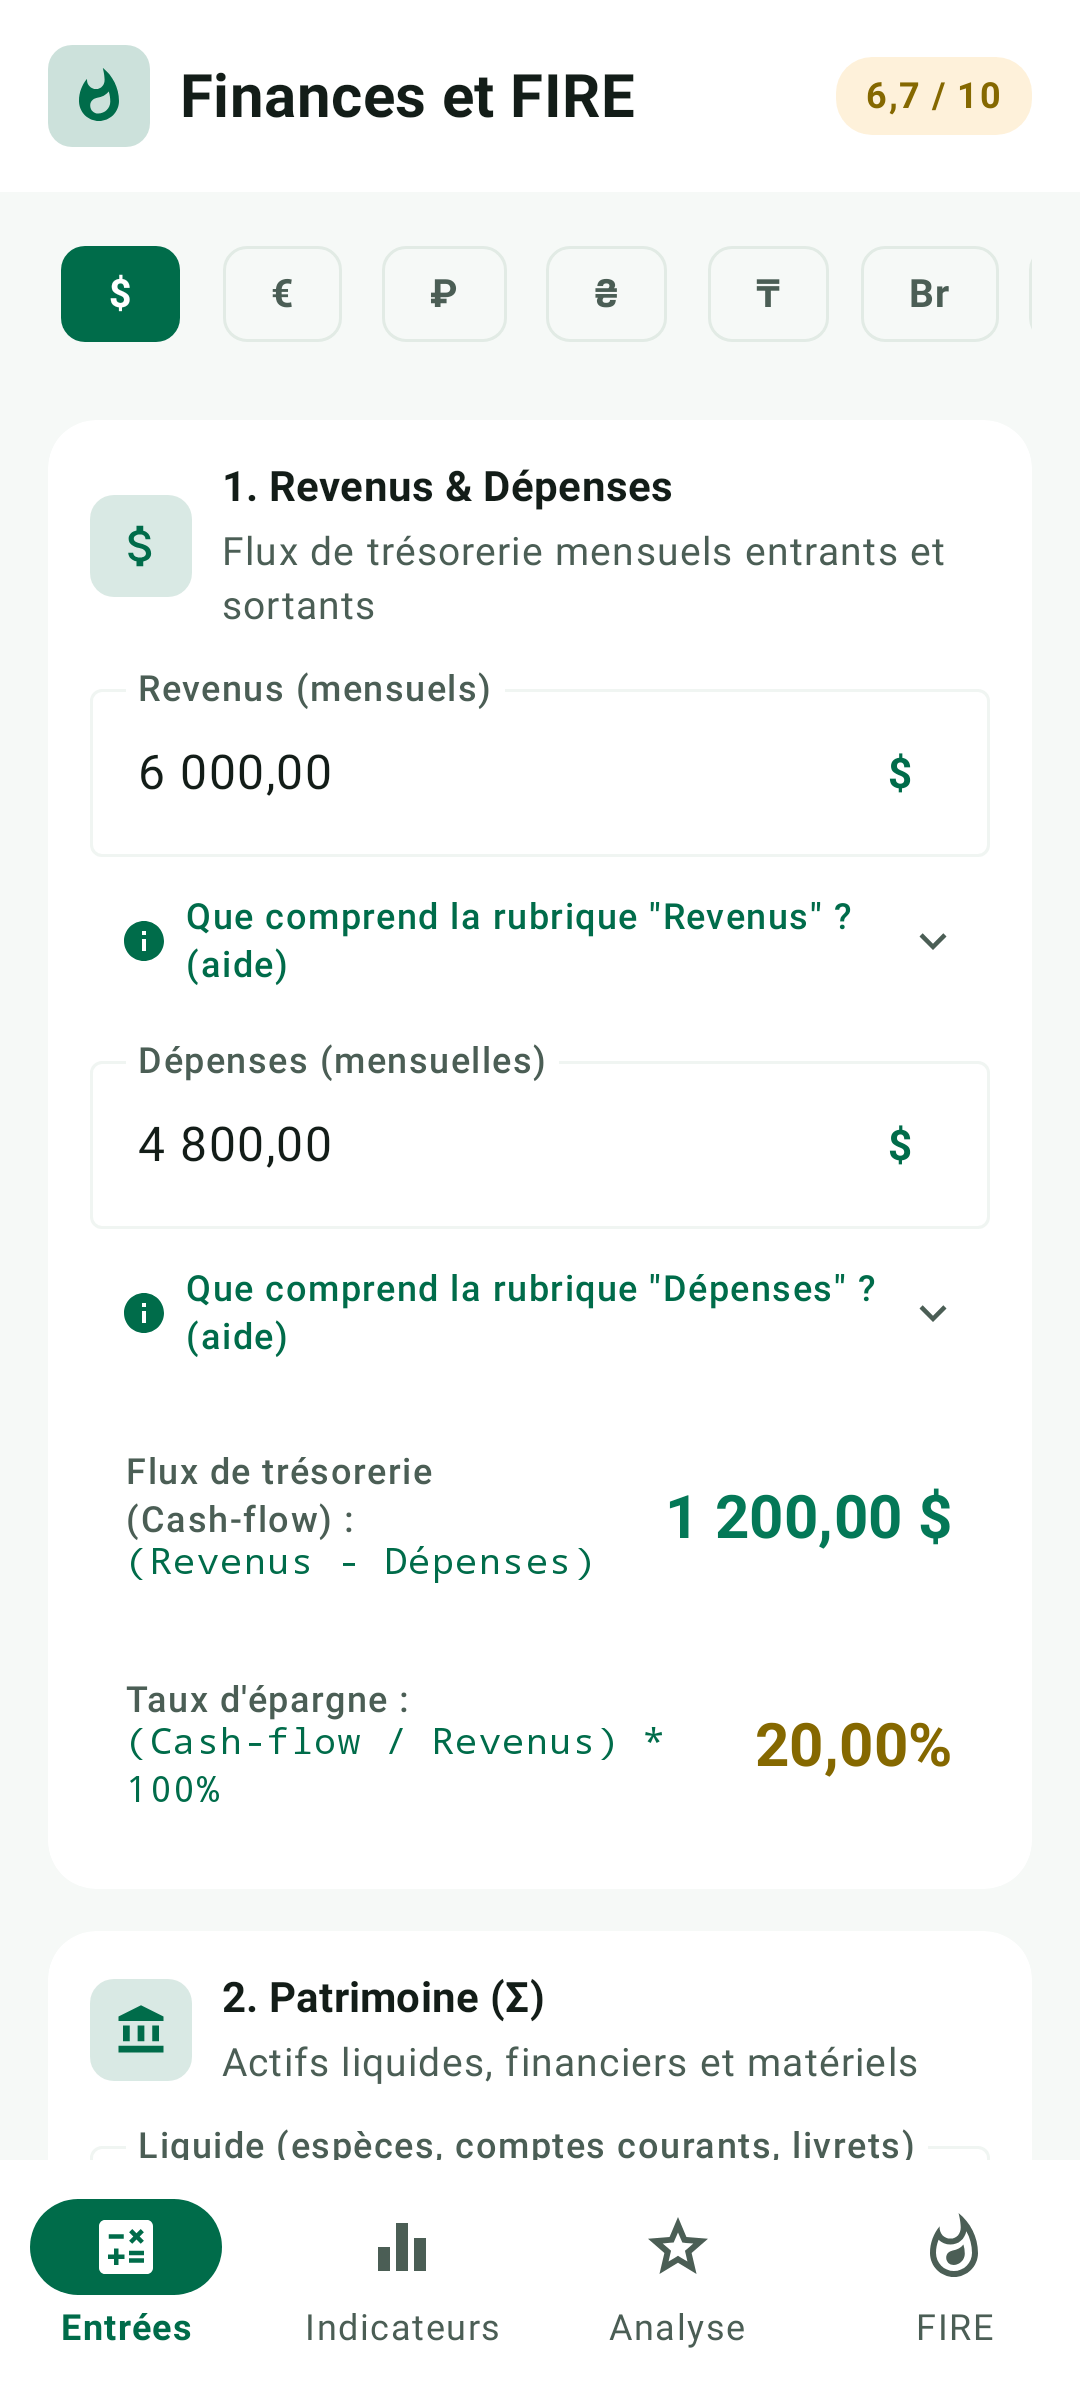 Finances et FIRE
6,7 / 10
$ € ₽ ₴ ₸ Br
1. Revenus & Dépenses
$
Flux de trésorerie mensuels entrants et
sortants
Revenus (mensuels)
6 000,00 $
Que comprend la rubrique "Revenus" ?
(aide)
Dépenses (mensuelles)
4 800,00 $
Que comprend la rubrique "Dépenses" ?
(aide)
Flux de trésorerie
(Cash-flow) :
(Revenus - Dépenses)
1 200,00 $
Taux d'épargne :
(Cash-flow / Revenus) *
100%
20,00%
2. Patrimoine (Σ)
Actifs liquides, financiers et matériels
Liquide (espèces, comptes courants, livrets)
Entrées
Indicateurs
Analyse
FIRE